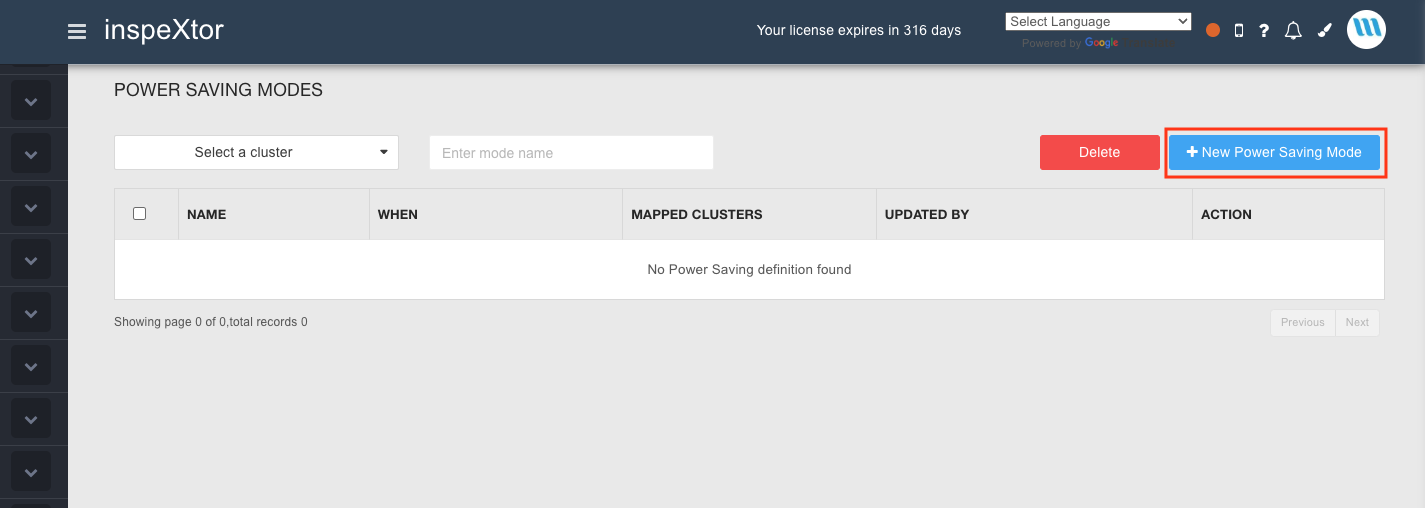 inspeXtor
Your license expires in 316 days
Select Language
Powered by Google
?
POWER SAVING MODES
Select a cluster
Enter mode name
Delete
+ New Power Saving Mode
NAME WHEN MAPPED CLUSTERS UPDATED BY ACTION
No Power Saving definition found
Showing page 0 of 0,total records 0
Previous Next